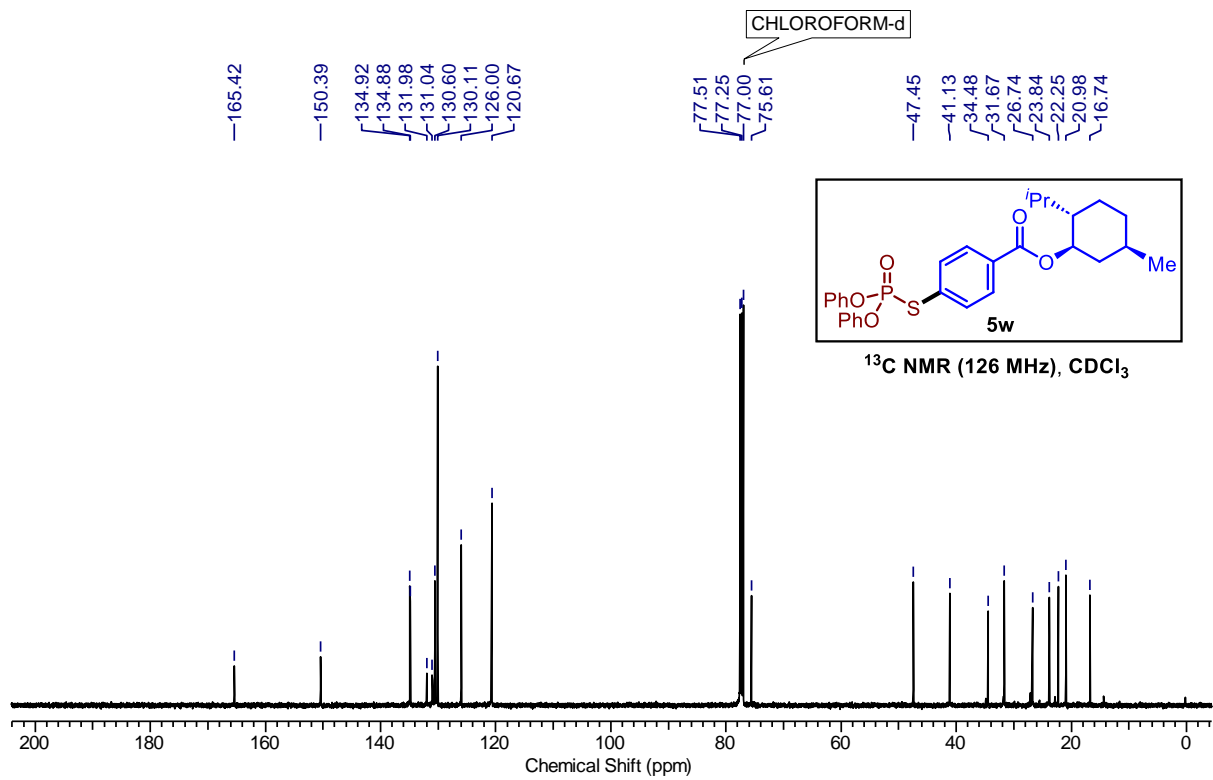 CHLOROFORM-d
165.42
150.39
134.92
134.88
131.98
131.04
130.60
130.11
126.00
120.67
77.51
77.25
77.00
75.61
47.45
41.13
34.48
31.67
26.74
23.84
22.25
20.98
16.74
iPr
O
O
Me
O
PhO
P
S
PhO
5w
¹³C NMR (126 MHz), CDCl₃
200 180 160 140 120 100 80 60 40 20 0
Chemical Shift (ppm)